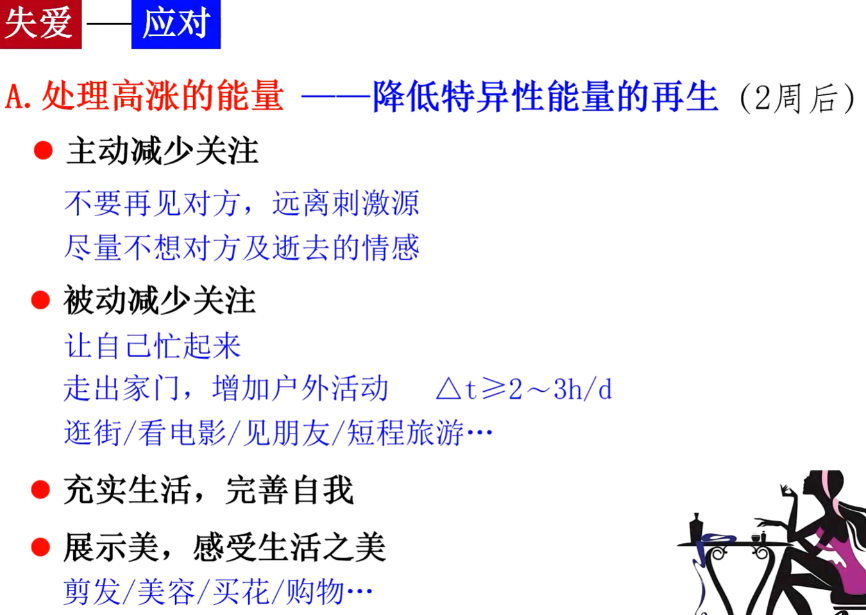 失爱——应对
A.处理高涨的能量 ——降低特异性能量的再生（2周后）
● 主动减少关注
不要再见对方，远离刺激源
尽量不想对方及逝去的情感
● 被动减少关注
让自己忙起来
走出家门，增加户外活动 △t≥2～3h/d
逛街/看电影/见朋友/短程旅游…
● 充实生活，完善自我
● 展示美，感受生活之美
剪发/美容/买花/购物…